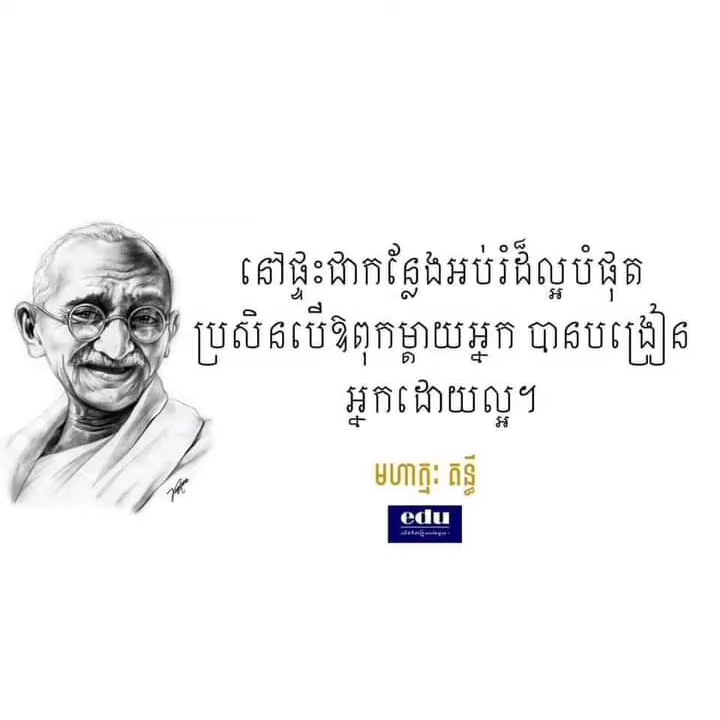 នៅផ្ទះជាកន្លែងអប់រំដ៏ល្អបំផុត
ប្រសិនបើឱពុកម្តាយអ្នក បានបង្រៀន
អ្នកដោយល្អ។
មហាត្មៈ គន្ធី
edu